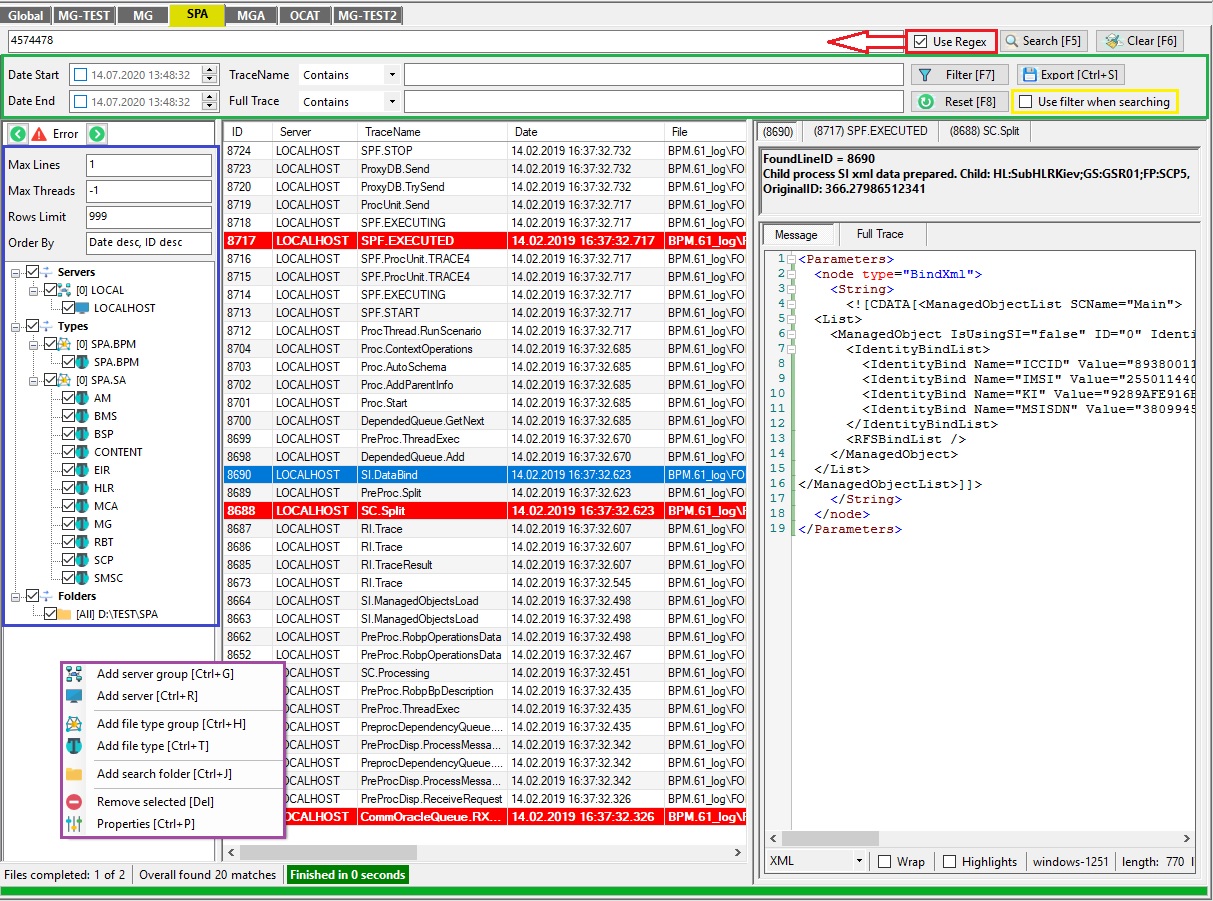 Global MG-TEST MG SPA MGA OCAT MG-TEST2
4574478 Use Regex Search [F5] Clear [F6]
Date Start 14.07.2020 13:48:32 TraceName Contains Filter [F7] Export [Ctrl+S]
Date End 14.07.2020 13:48:32 Full Trace Contains Reset [F8] Use filter when searching
Error
Max Lines 1
Max Threads -1
Rows Limit 999
Order By Date desc, ID desc
Servers
[0] LOCAL
LOCALHOST
Types
[0] SPA.BPM
SPA.BPM
[0] SPA.SA
AM
BMS
BSP
CONTENT
EIR
HLR
MCA
MG
RBT
SCP
SMSC
Folders
[All] D:\TEST\SPA
Add server group [Ctrl+G]
Add server [Ctrl+R]
Add file type group [Ctrl+H]
Add file type [Ctrl+T]
Add search folder [Ctrl+J]
Remove selected [Del]
Properties [Ctrl+P]
ID Server TraceName Date File
8724 LOCALHOST SPF.STOP 14.02.2019 16:37:32.732 BPM.61_log\FO
8723 LOCALHOST ProxyDB.Send 14.02.2019 16:37:32.732 BPM.61_log\FO
8720 LOCALHOST ProxyDB.TrySend 14.02.2019 16:37:32.732 BPM.61_log\FO
8719 LOCALHOST ProcUnit.Send 14.02.2019 16:37:32.717 BPM.61_log\FO
8718 LOCALHOST SPF.EXECUTING 14.02.2019 16:37:32.717 BPM.61_log\FO
8717 LOCALHOST SPF.EXECUTED 14.02.2019 16:37:32.717 BPM.61_log\F
8716 LOCALHOST SPF.ProcUnit.TRACE4 14.02.2019 16:37:32.717 BPM.61_log\FO
8715 LOCALHOST SPF.ProcUnit.TRACE4 14.02.2019 16:37:32.717 BPM.61_log\FO
8714 LOCALHOST SPF.EXECUTING 14.02.2019 16:37:32.717 BPM.61_log\FO
8713 LOCALHOST SPF.START 14.02.2019 16:37:32.717 BPM.61_log\FO
8712 LOCALHOST ProcThread.RunScenario 14.02.2019 16:37:32.717 BPM.61_log\FO
8704 LOCALHOST Proc.ContextOperations 14.02.2019 16:37:32.685 BPM.61_log\FO
8703 LOCALHOST Proc.AutoSchema 14.02.2019 16:37:32.685 BPM.61_log\FO
8702 LOCALHOST Proc.AddParentInfo 14.02.2019 16:37:32.685 BPM.61_log\FO
8701 LOCALHOST Proc.Start 14.02.2019 16:37:32.685 BPM.61_log\FO
8700 LOCALHOST DependedQueue.GetNext 14.02.2019 16:37:32.685 BPM.61_log\FO
8699 LOCALHOST PreProc.ThreadExec 14.02.2019 16:37:32.670 BPM.61_log\FO
8698 LOCALHOST DependedQueue.Add 14.02.2019 16:37:32.670 BPM.61_log\FO
8690 LOCALHOST SI.DataBind 14.02.2019 16:37:32.623 BPM.61_log\FO
8689 LOCALHOST PreProc.Split 14.02.2019 16:37:32.623 BPM.61_log\FO
8688 LOCALHOST SC.Split 14.02.2019 16:37:32.623 BPM.61_log\F
8687 LOCALHOST RI.Trace 14.02.2019 16:37:32.607 BPM.61_log\FO
8686 LOCALHOST RI.Trace 14.02.2019 16:37:32.607 BPM.61_log\FO
8685 LOCALHOST RI.TraceResult 14.02.2019 16:37:32.607 BPM.61_log\FO
8673 LOCALHOST RI.Trace 14.02.2019 16:37:32.545 BPM.61_log\FO
8664 LOCALHOST SI.ManagedObjectsLoad 14.02.2019 16:37:32.498 BPM.61_log\FO
8663 LOCALHOST SI.ManagedObjectsLoad 14.02.2019 16:37:32.498 BPM.61_log\FO
8662 LOCALHOST PreProc.RobpOperationsData 14.02.2019 16:37:32.498 BPM.61_log\FO
8652 LOCALHOST PreProc.RobpOperationsData 14.02.2019 16:37:32.467 BPM.61_log\FO
OCALHOST SC.Processing 14.02.2019 16:37:32.451 BPM.61_log\FO
OCALHOST PreProc.RobpBpDescription 14.02.2019 16:37:32.435 BPM.61_log\FO
OCALHOST PreProc.ThreadExec 14.02.2019 16:37:32.435 BPM.61_log\FO
OCALHOST PreprocDependencyQueue.... 14.02.2019 16:37:32.435 BPM.61_log\FO
OCALHOST PreProcDisp.ProcessMessa... 14.02.2019 16:37:32.342 BPM.61_log\FO
OCALHOST PreprocDependencyQueue.... 14.02.2019 16:37:32.342 BPM.61_log\FO
OCALHOST PreProcDisp.ProcessMessa... 14.02.2019 16:37:32.342 BPM.61_log\FO
OCALHOST PreProcDisp.ReceiveRequest 14.02.2019 16:37:32.326 BPM.61_log\FO
OCALHOST CommOracleQueue.RX... 14.02.2019 16:37:32.326 BPM.61_log\F
(8690) (8717) SPF.EXECUTED (8688) SC.Split
FoundLineID = 8690
Child process SI xml data prepared. Child: HL:SubHLRKiev;GS:GSR01;FP:SCP5,
OriginalID: 366.27986512341
Message Full Trace
1 <Parameters>
2 <node type="BindXml">
3 <String>
4 <![CDATA[<ManagedObjectList SCName="Main">
5 <List>
6 <ManagedObject IsUsingSI="false" ID="0" Identi
7 <IdentityBindList>
8 <IdentityBind Name="ICCID" Value="89380011
9 <IdentityBind Name="IMSI" Value="255011440
10 <IdentityBind Name="KI" Value="9289AFE916E
11 <IdentityBind Name="MSISDN" Value="3809945
12 </IdentityBindList>
13 <RFSBindList />
14 </ManagedObject>
15 </List>
16 </ManagedObjectList>]]>
17 </String>
18 </node>
19 </Parameters>
XML Wrap Highlights windows-1251 length: 770
Files completed: 1 of 2 Overall found 20 matches Finished in 0 seconds